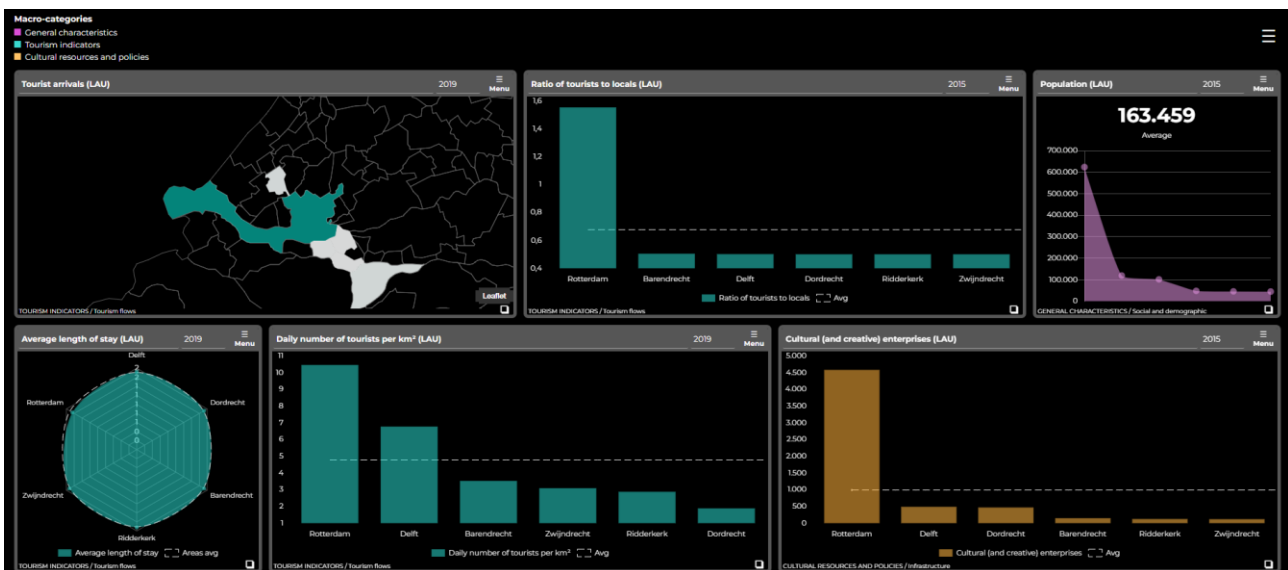 Macro-categories
General characteristics
Tourism indicators
Cultural resources and policies
Tourist arrivals (LAU) 2019 Menu
Leaflet
TOURISM INDICATORS / Tourism flows
Ratio of tourists to locals (LAU) 2015 Menu
1,6
1,4
1,2
1
0,8
0,6
0,4
Rotterdam Barendrecht Delft Dordrecht Ridderkerk Zwijndrecht
Ratio of tourists to locals Avg
TOURISM INDICATORS / Tourism flows
Population (LAU) 2015 Menu
163.459
Average
700.000
600.000
500.000
400.000
300.000
200.000
100.000
0
GENERAL CHARACTERISTICS / Social and demographic
Average length of stay (LAU) 2019 Menu
Delft
2
2
1
1
1
0
0
Rotterdam Dordrecht
Zwijndrecht Barendrecht
Ridderkerk
Average length of stay Areas avg
TOURISM INDICATORS / Tourism flows
Daily number of tourists per km² (LAU) 2019 Menu
11
10
9
8
7
6
5
4
3
2
1
Rotterdam Delft Barendrecht Zwijndrecht Ridderkerk Dordrecht
Daily number of tourists per km² Avg
TOURISM INDICATORS / Tourism flows
Cultural (and creative) enterprises (LAU) 2015 Menu
5.000
4.500
4.000
3.500
3.000
2.500
2.000
1.500
1.000
500
0
Rotterdam Delft Dordrecht Barendrecht Ridderkerk Zwijndrecht
Cultural (and creative) enterprises Avg
CULTURAL RESOURCES AND POLICIES / Infrastructure